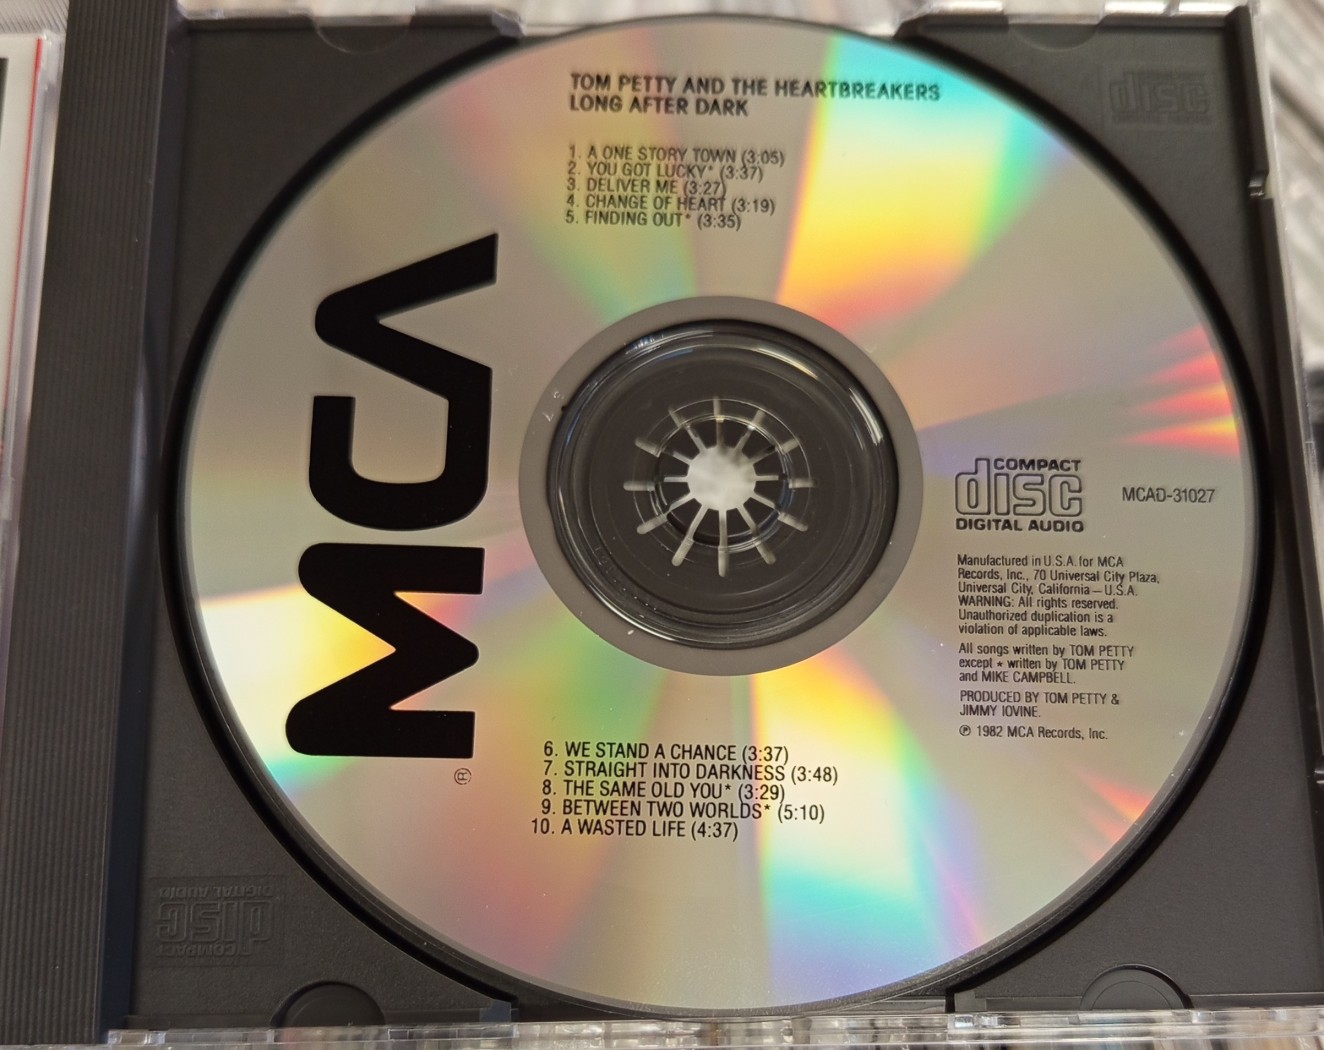 TOM PETTY AND THE HEARTBREAKERS
LONG AFTER DARK
1. A ONE STORY TOWN (3:05)
2. YOU GOT LUCKY* (3:37)
3. DELIVER ME (3:27)
4. CHANGE OF HEART (3:19)
5. FINDING OUT* (3:35)
MCA
®
COMPACT
disc
DIGITAL AUDIO
MCAD-31027
Manufactured in U.S.A. for MCA
Records, Inc., 70 Universal City Plaza,
Universal City, California – U.S.A.
WARNING: All rights reserved.
Unauthorized duplication is a
violation of applicable laws.
All songs written by TOM PETTY
except * written by TOM PETTY
and MIKE CAMPBELL.
PRODUCED BY TOM PETTY &
JIMMY IOVINE.
℗ 1982 MCA Records, Inc.
6. WE STAND A CHANCE (3:37)
7. STRAIGHT INTO DARKNESS (3:48)
8. THE SAME OLD YOU* (3:29)
9. BETWEEN TWO WORLDS* (5:10)
10. A WASTED LIFE (4:37)
COMPACT
disc
DIGITAL AUDIO
COMPACT
disc
DIGITAL AUDIO